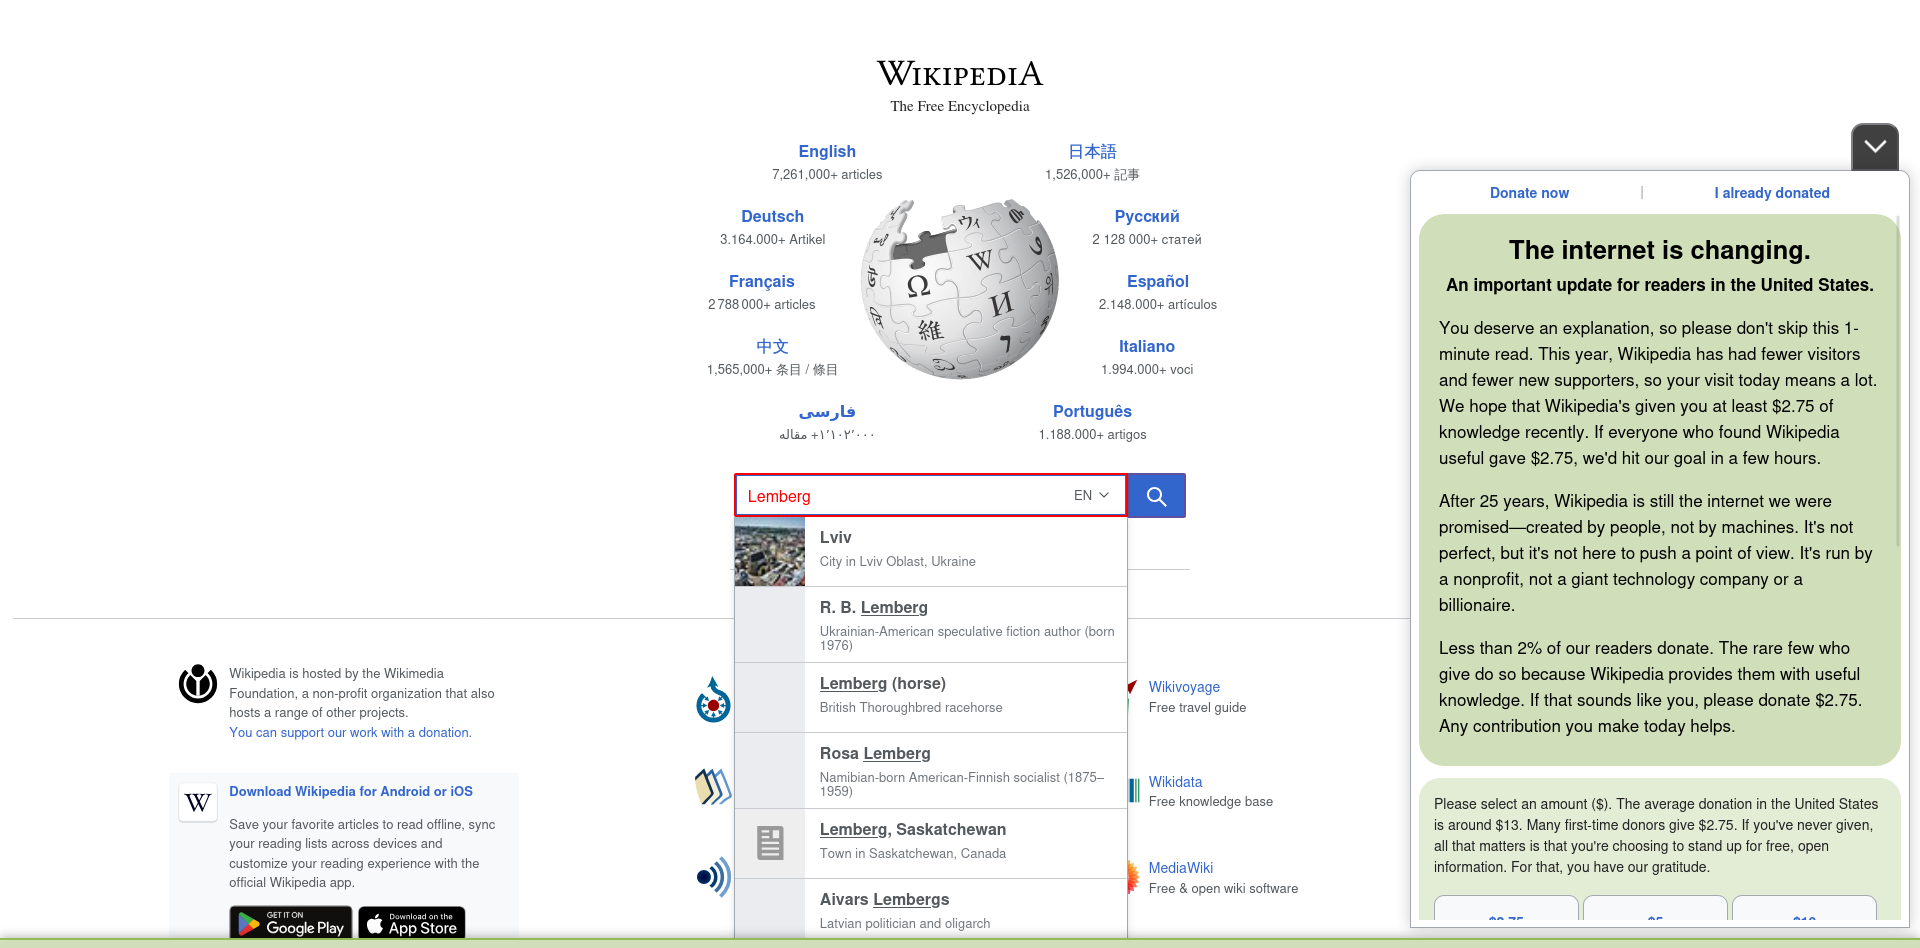 WIKIPEDIA
The Free Encyclopedia
English
7,261,000+ articles
日本語
1,526,000+ 記事
Deutsch
3.164.000+ Artikel
Русский
2 128 000+ статей
Français
2 788 000+ articles
Español
2.148.000+ artículos
中文
1,565,000+ 条目 / 條目
Italiano
1.994.000+ voci
فارسی
۱٬۱۰۲٬۰۰۰+ مقاله
Português
1.188.000+ artigos
Lemberg
EN
Lviv
City in Lviv Oblast, Ukraine
R. B. Lemberg
Ukrainian-American speculative fiction author (born
1976)
Lemberg (horse)
British Thoroughbred racehorse
Rosa Lemberg
Namibian-born American-Finnish socialist (1875–
1959)
Lemberg, Saskatchewan
Town in Saskatchewan, Canada
Aivars Lembergs
Latvian politician and oligarch
Wikipedia is hosted by the Wikimedia
Foundation, a non-profit organization that also
hosts a range of other projects.
You can support our work with a donation.
Download Wikipedia for Android or iOS
Save your favorite articles to read offline, sync
your reading lists across devices and
customize your reading experience with the
official Wikipedia app.
GET IT ON
Google Play
Download on the
App Store
Wikivoyage
Free travel guide
Wikidata
Free knowledge base
MediaWiki
Free & open wiki software
Donate now | I already donated
The internet is changing.
An important update for readers in the United States.
You deserve an explanation, so please don't skip this 1-
minute read. This year, Wikipedia has had fewer visitors
and fewer new supporters, so your visit today means a lot.
We hope that Wikipedia's given you at least $2.75 of
knowledge recently. If everyone who found Wikipedia
useful gave $2.75, we'd hit our goal in a few hours.
After 25 years, Wikipedia is still the internet we were
promised—created by people, not by machines. It's not
perfect, but it's not here to push a point of view. It's run by
a nonprofit, not a giant technology company or a
billionaire.
Less than 2% of our readers donate. The rare few who
give do so because Wikipedia provides them with useful
knowledge. If that sounds like you, please donate $2.75.
Any contribution you make today helps.
Please select an amount ($). The average donation in the United States
is around $13. Many first-time donors give $2.75. If you've never given,
all that matters is that you're choosing to stand up for free, open
information. For that, you have our gratitude.